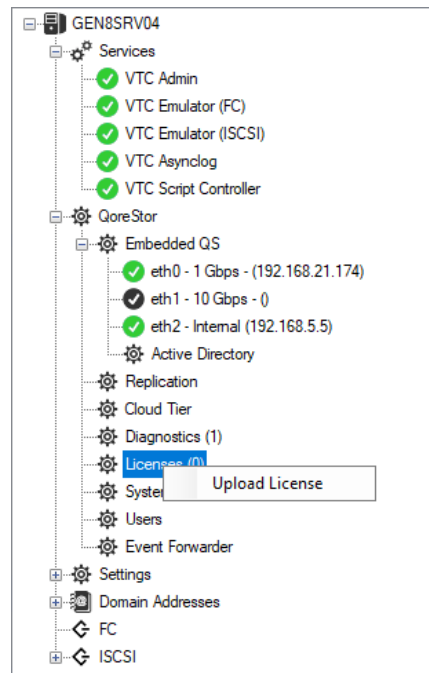 GEN8SRV04
Services
VTC Admin
VTC Emulator (FC)
VTC Emulator (ISCSI)
VTC Asynclog
VTC Script Controller
QoreStor
Embedded QS
eth0 - 1 Gbps - (192.168.21.174)
eth1 - 10 Gbps - ()
eth2 - Internal (192.168.5.5)
Active Directory
Replication
Cloud Tier
Diagnostics (1)
Licenses (0)
Upload License
Syste
Users
Event Forwarder
Settings
Domain Addresses
FC
ISCSI